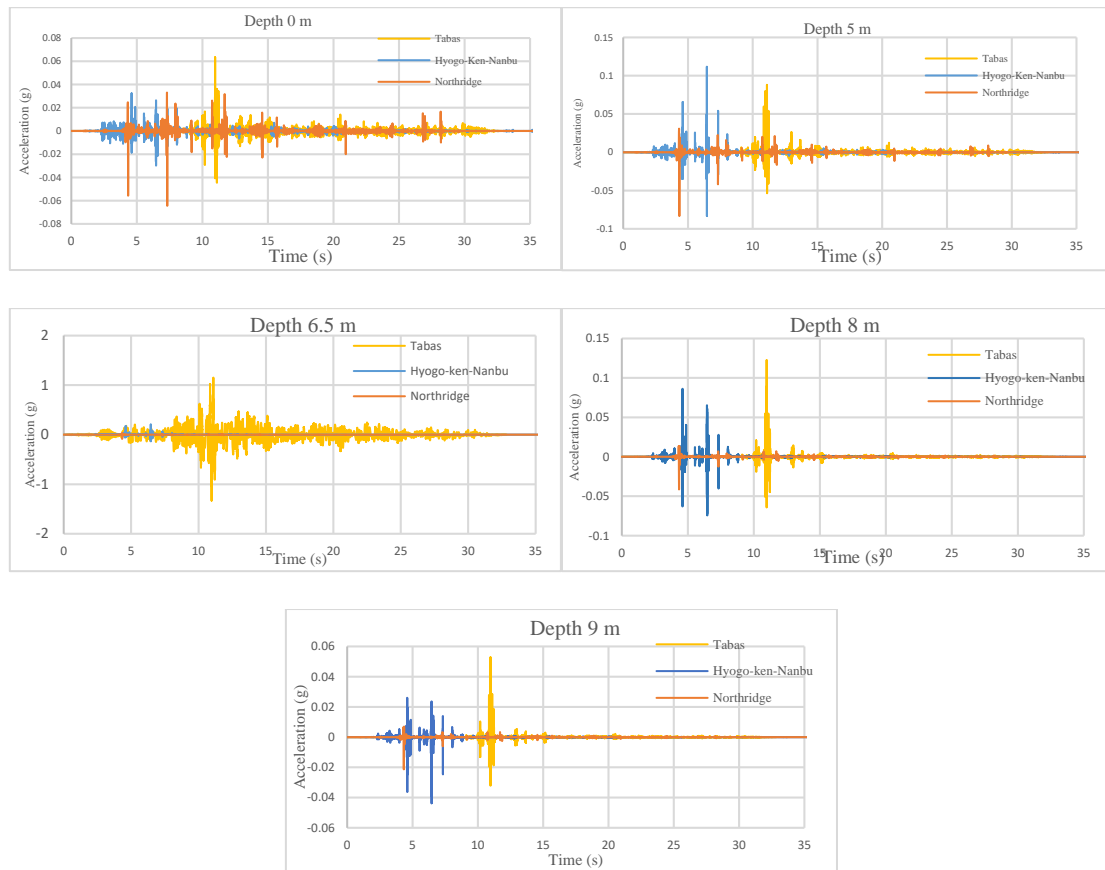 Depth 0 m
Acceleration (g)
0.08
0.06
0.04
0.02
0
-0.02
-0.04
-0.06
-0.08
0 5 10 15 20 25 30 35
Time (s)
Tabas
Hyogo-Ken-Nanbu
Northridge
Depth 5 m
Acceleration (g)
0.15
0.1
0.05
0
-0.05
-0.1
0 5 10 15 20 25 30 35
Time (s)
Tabas
Hyogo-Ken-Nanbu
Northridge
Depth 6.5 m
Acceleration (g)
2
1
0
-1
-2
0 5 10 15 20 25 30 35
Time (s)
Tabas
Hyogo-ken-Nanbu
Northridge
Depth 8 m
Acceleration (g)
0.15
0.1
0.05
0
-0.05
-0.1
0 5 10 15 20 25 30 35
Time (s)
Tabas
Hyogo-ken-Nanbu
Northridge
Depth 9 m
Acceleration (g)
0.06
0.04
0.02
0
-0.02
-0.04
-0.06
0 5 10 15 20 25 30 35
Time (s)
Tabas
Hyogo-ken-Nanbu
Northridge